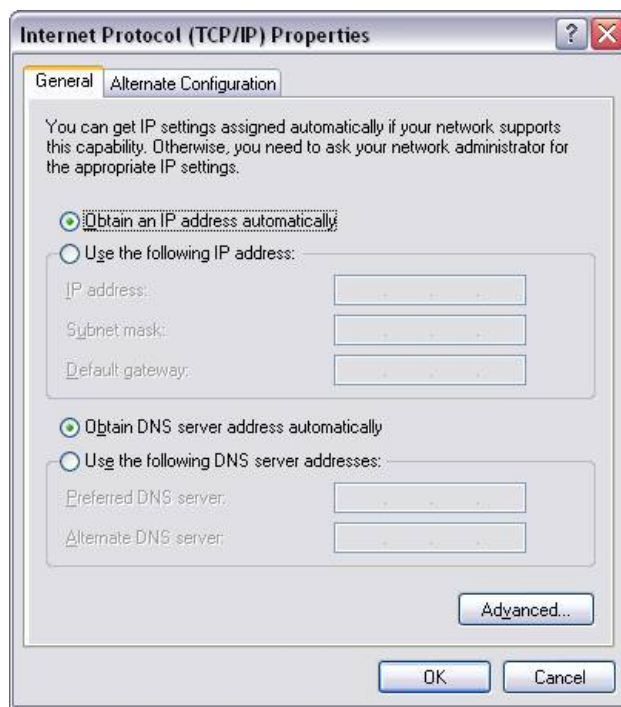 Internet Protocol (TCP/IP) Properties
General
Alternate Configuration
You can get IP settings assigned automatically if your network supports
this capability. Otherwise, you need to ask your network administrator for
the appropriate IP settings.
Obtain an IP address automatically
Use the following IP address:
IP address:
Subnet mask:
Default gateway:
Obtain DNS server address automatically
Use the following DNS server addresses:
Preferred DNS server:
Alternate DNS server:
Advanced...
OK
Cancel